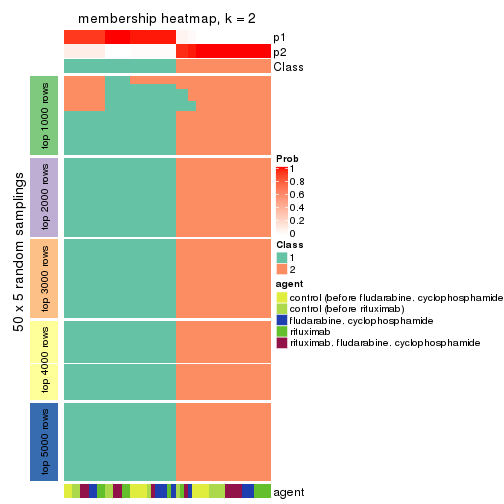 membership heatmap, k = 2
p1
p2
Class
50 x 5 random samplings
top 1000 rows
top 2000 rows
top 3000 rows
top 4000 rows
top 5000 rows
Prob
1
0.8
0.6
0.4
0.2
0
Class
1
2
agent
control (before fludarabine. cyclophosphamide
control (before rituximab)
fludarabine. cyclophosphamide
rituximab
rituximab. fludarabine. cyclophosphamide
agent